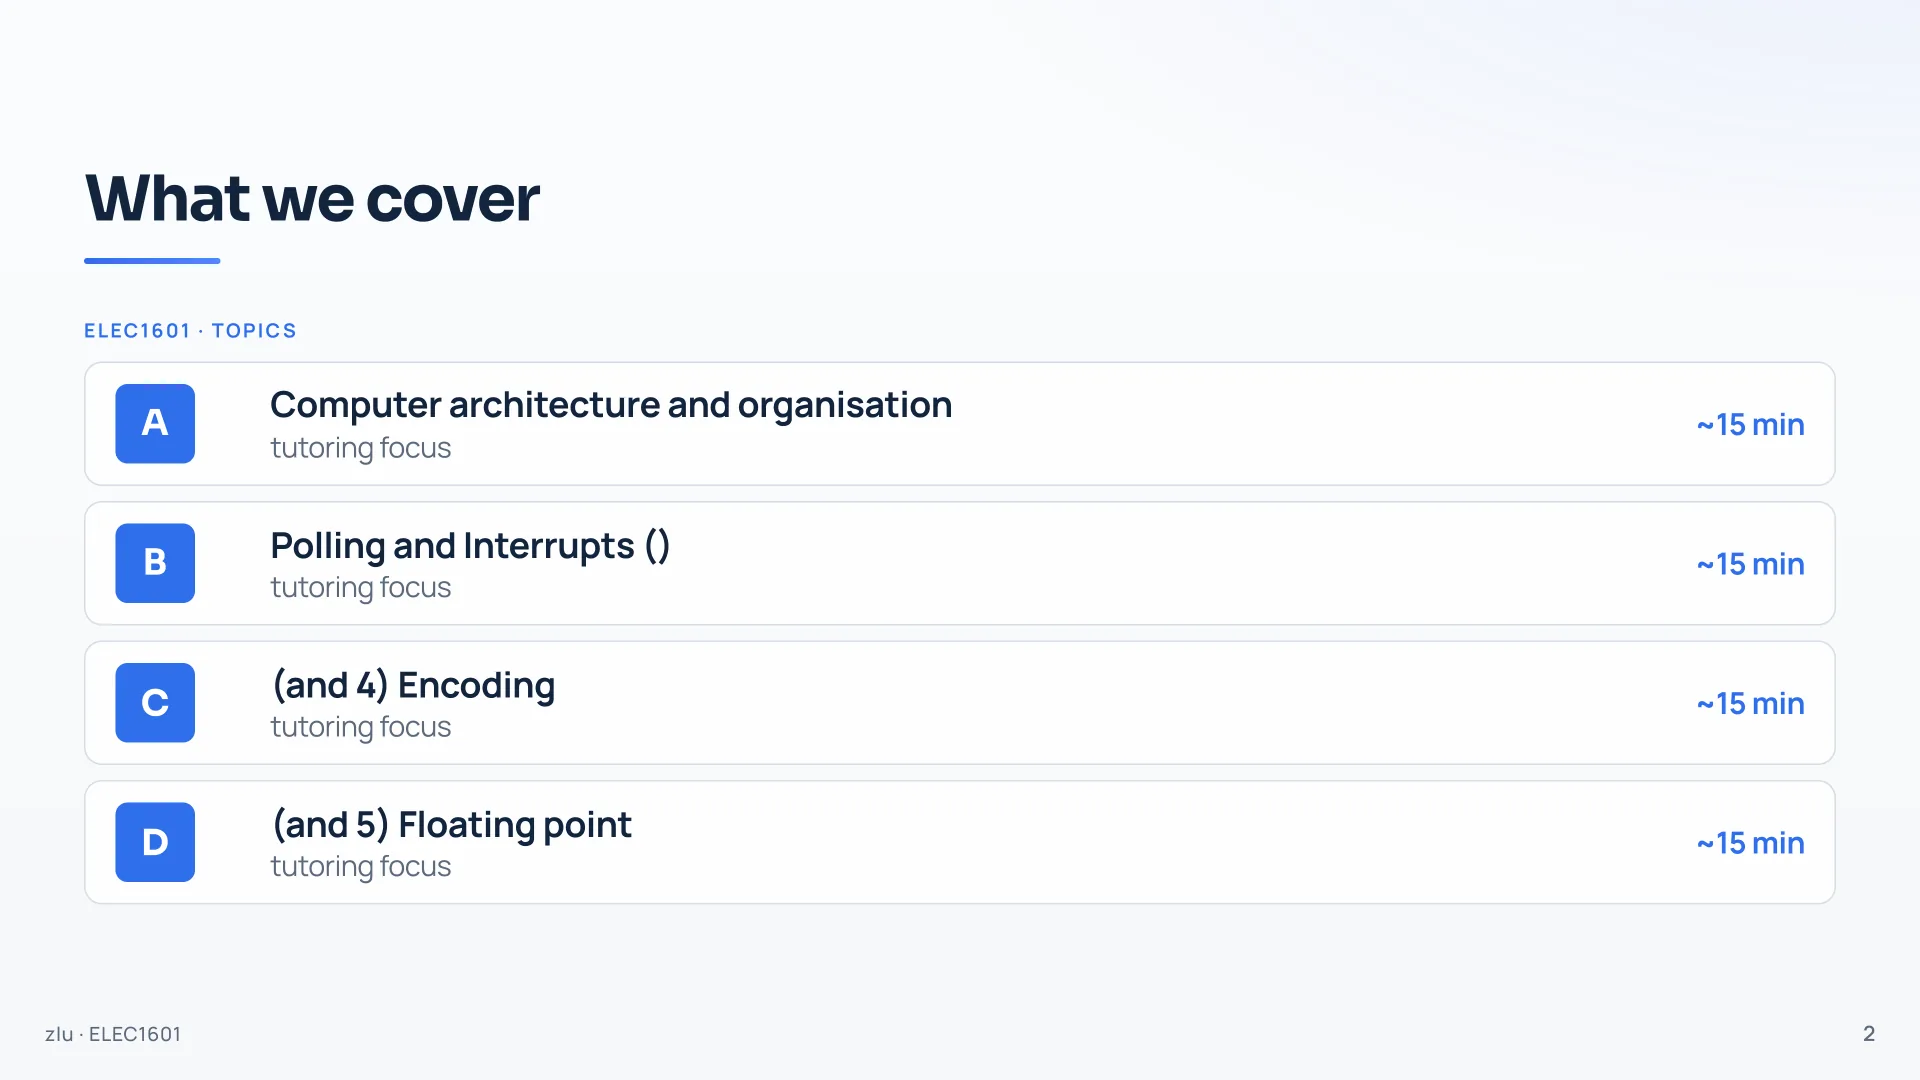 What we cover
ELEC1601 · TOPICS
A
Computer architecture and organisation
tutoring focus
~15 min
B
Polling and Interrupts ()
tutoring focus
~15 min
C
(and 4) Encoding
tutoring focus
~15 min
D
(and 5) Floating point
tutoring focus
~15 min
zlu · ELEC1601
2